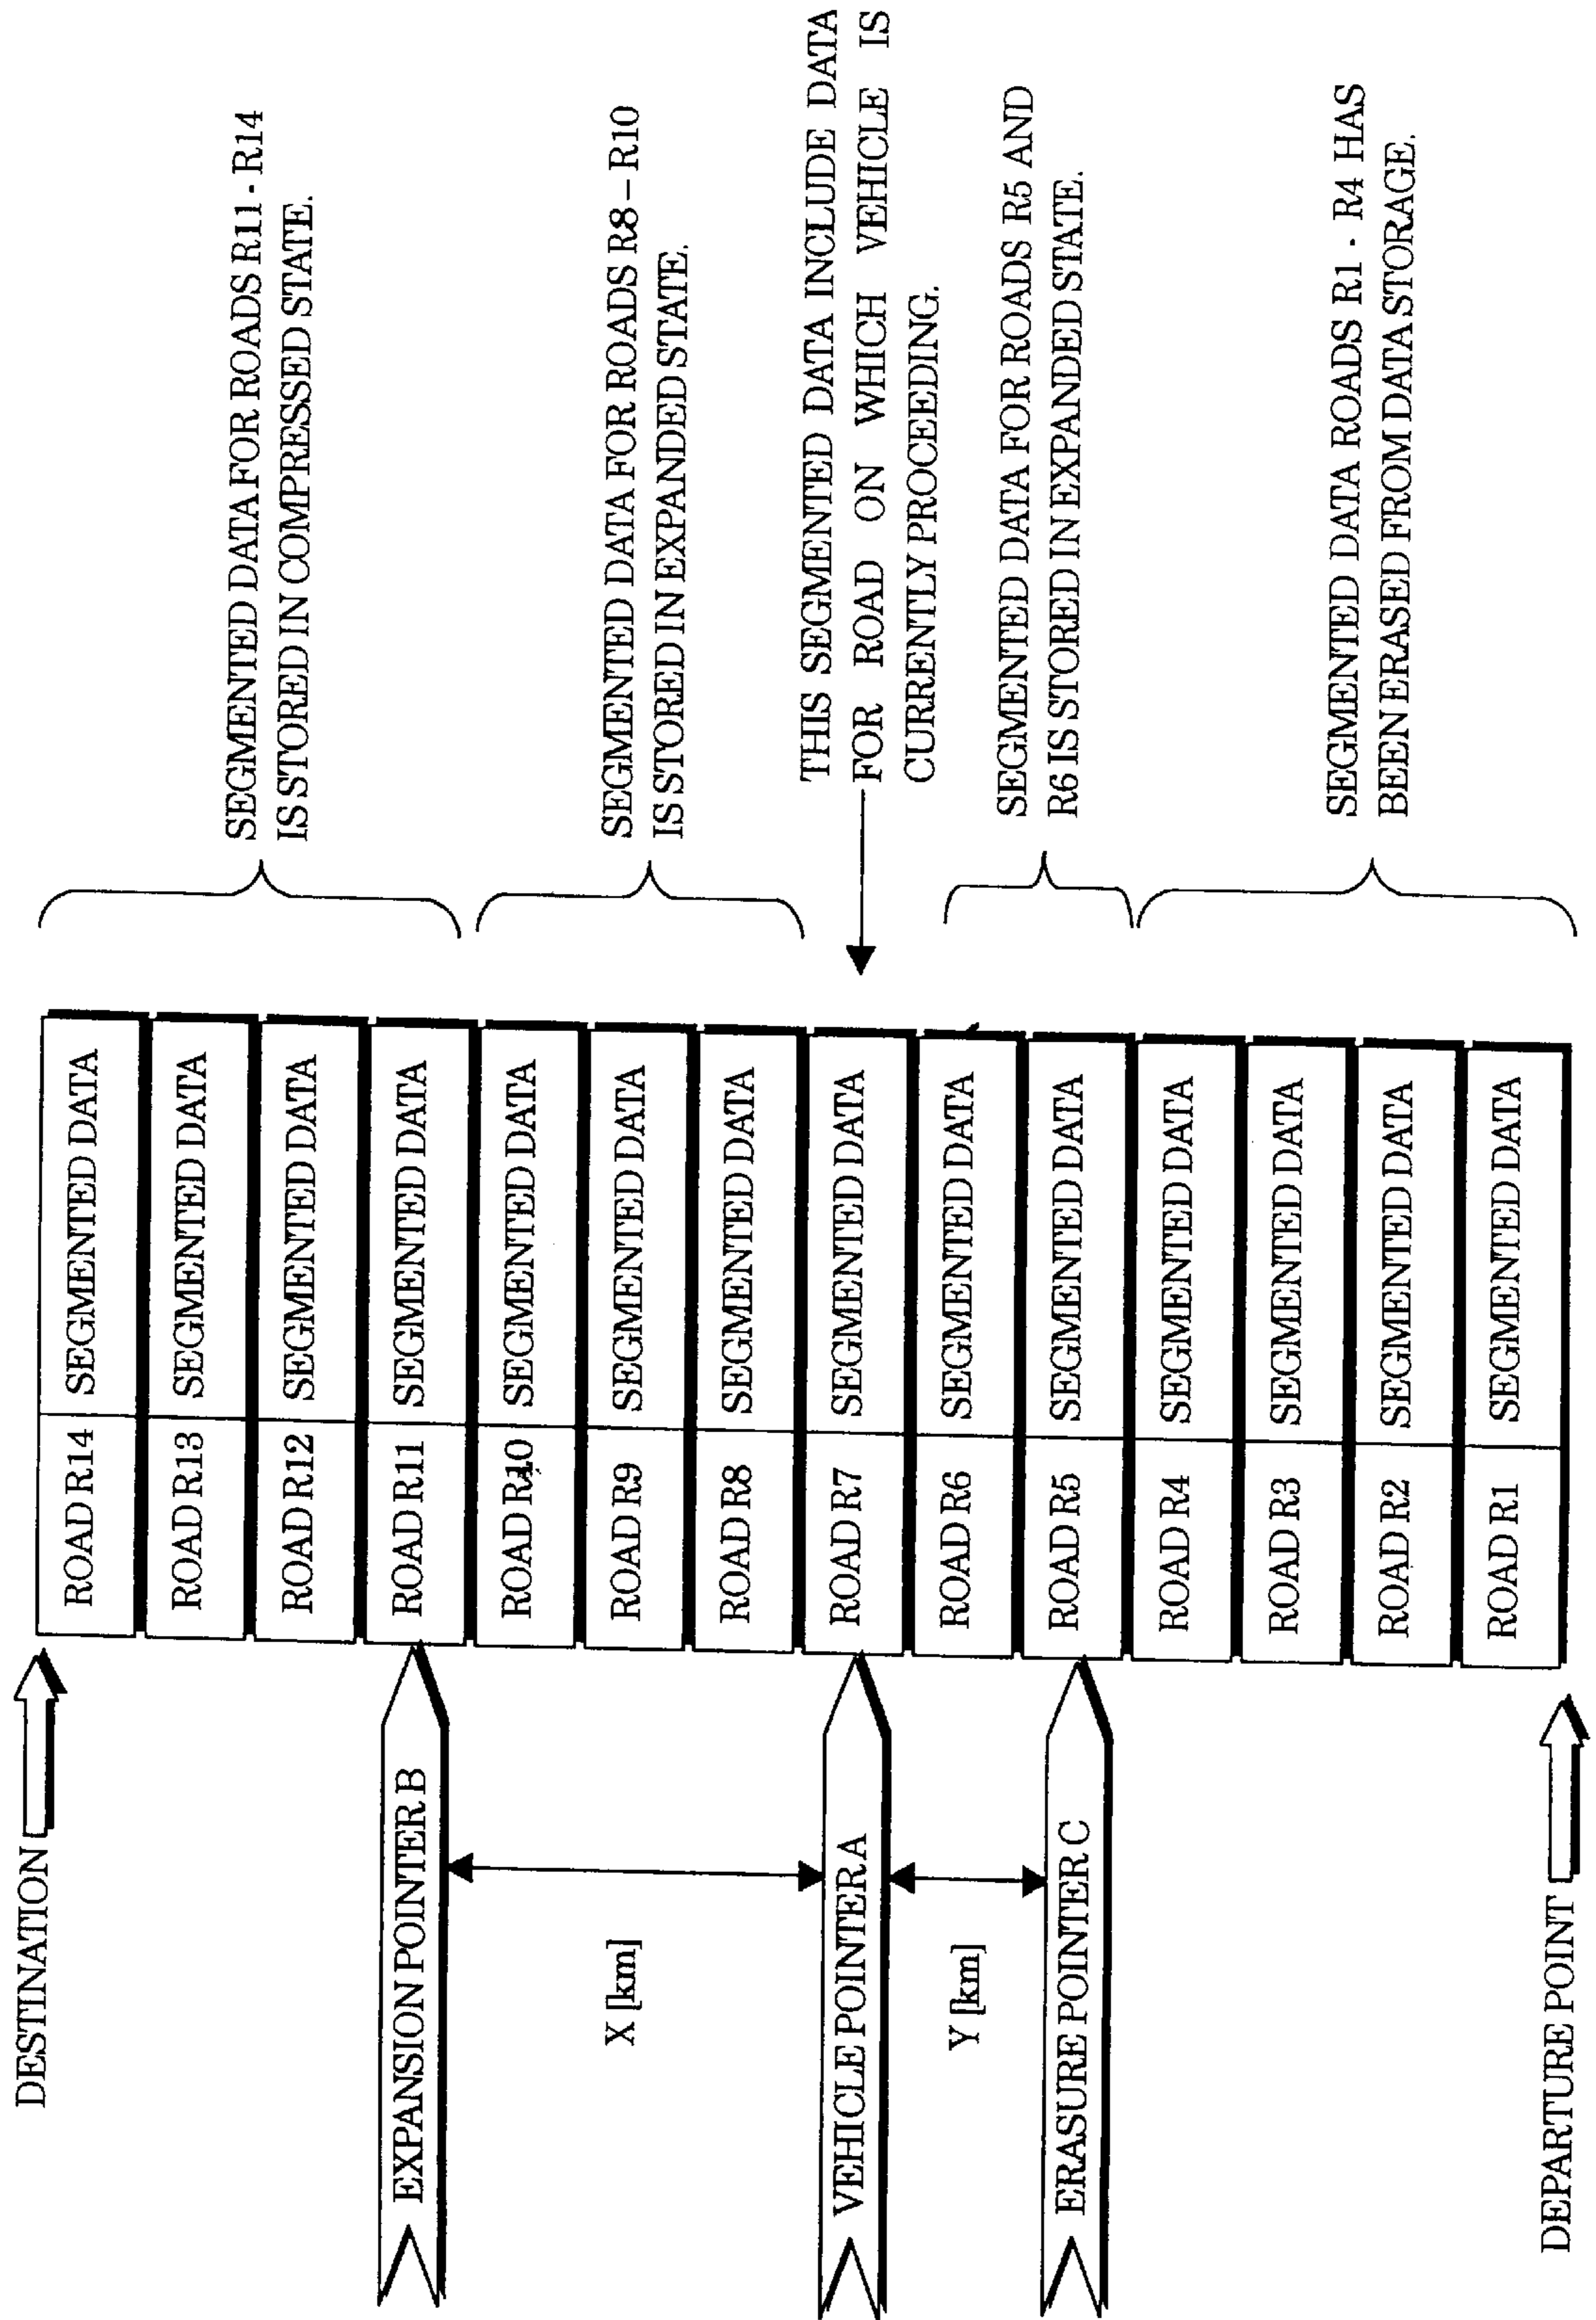 DESTINATION
EXPANSION POINTER B
X [km]
VEHICLE POINTER A
Y [km]
ERASURE POINTER C
DEPARTURE POINT
ROAD R14 SEGMENTED DATA
ROAD R13 SEGMENTED DATA
ROAD R12 SEGMENTED DATA
ROAD R11 SEGMENTED DATA
ROAD R10 SEGMENTED DATA
ROAD R9 SEGMENTED DATA
ROAD R8 SEGMENTED DATA
ROAD R7 SEGMENTED DATA
ROAD R6 SEGMENTED DATA
ROAD R5 SEGMENTED DATA
ROAD R4 SEGMENTED DATA
ROAD R3 SEGMENTED DATA
ROAD R2 SEGMENTED DATA
ROAD R1 SEGMENTED DATA
SEGMENTED DATA FOR ROADS R11 - R14
IS STORED IN COMPRESSED STATE.
SEGMENTED DATA FOR ROADS R8 – R10
IS STORED IN EXPANDED STATE.
THIS SEGMENTED DATA INCLUDE DATA
FOR ROAD ON WHICH VEHICLE IS
CURRENTLY PROCEEDING.
SEGMENTED DATA FOR ROADS R5 AND
R6 IS STORED IN EXPANDED STATE.
SEGMENTED DATA ROADS R1 - R4 HAS
BEEN ERASED FROM DATA STORAGE.